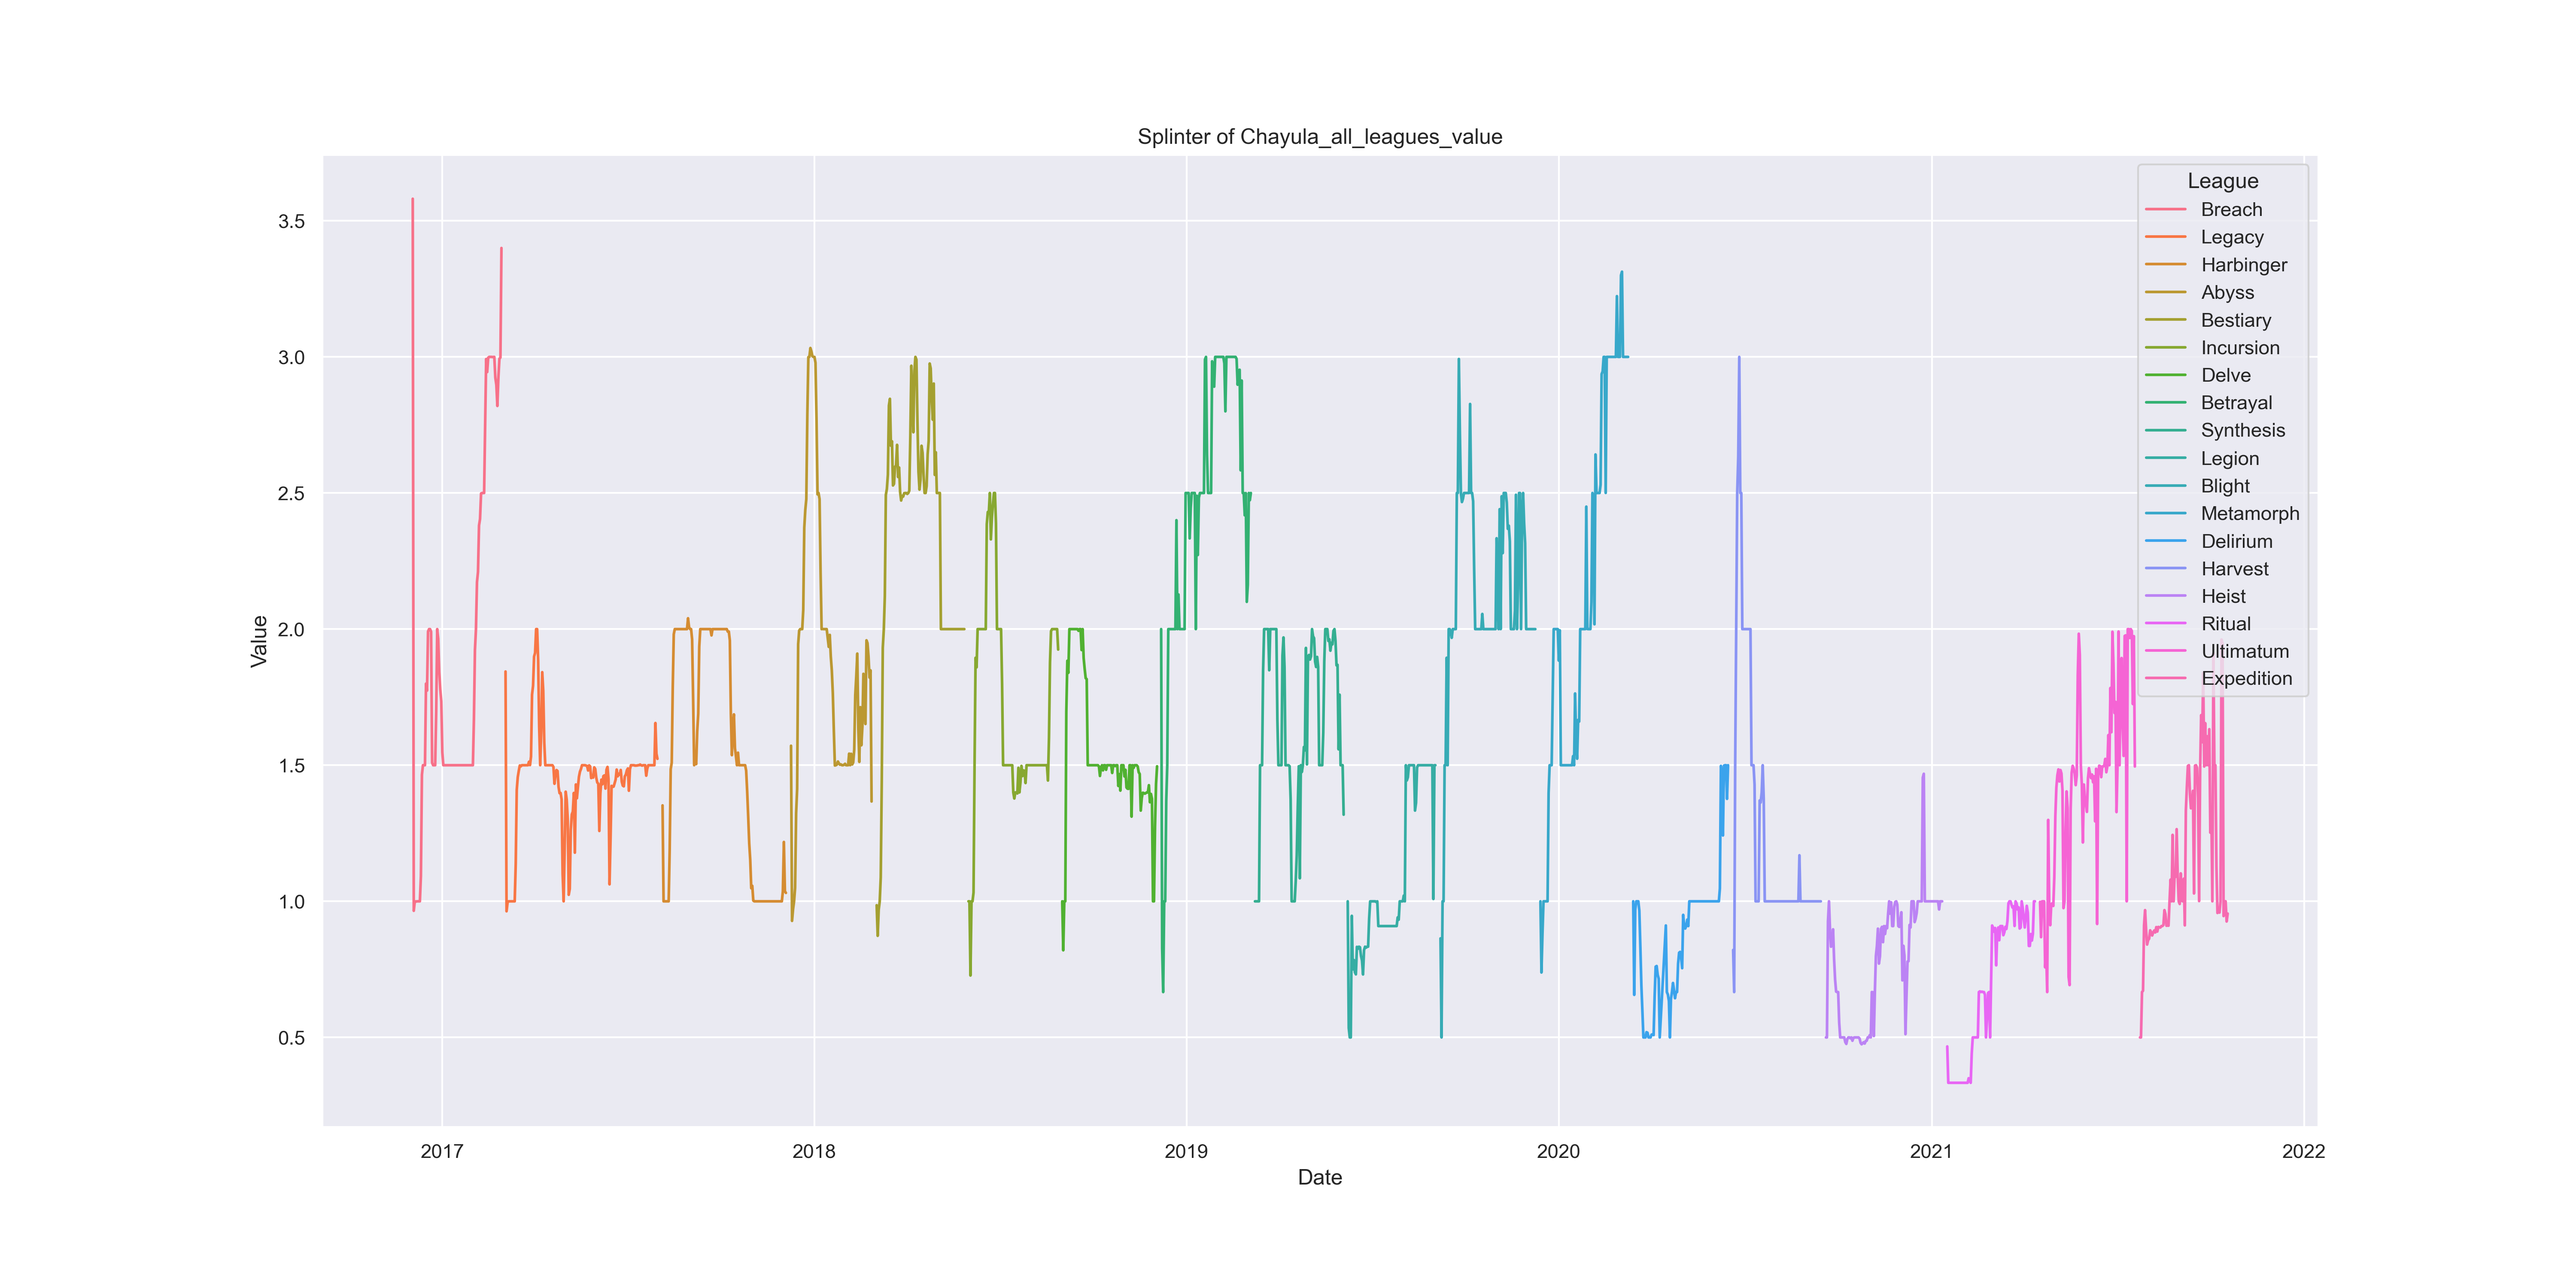 Splinter of Chayula_all_leagues_value
League
Breach
Legacy
Harbinger
Abyss
Bestiary
Incursion
Delve
Betrayal
Synthesis
Legion
Blight
Metamorph
Delirium
Harvest
Heist
Ritual
Ultimatum
Expedition
Value
3.5
3.0
2.5
2.0
1.5
1.0
0.5
2017 2018 2019 2020 2021 2022
Date